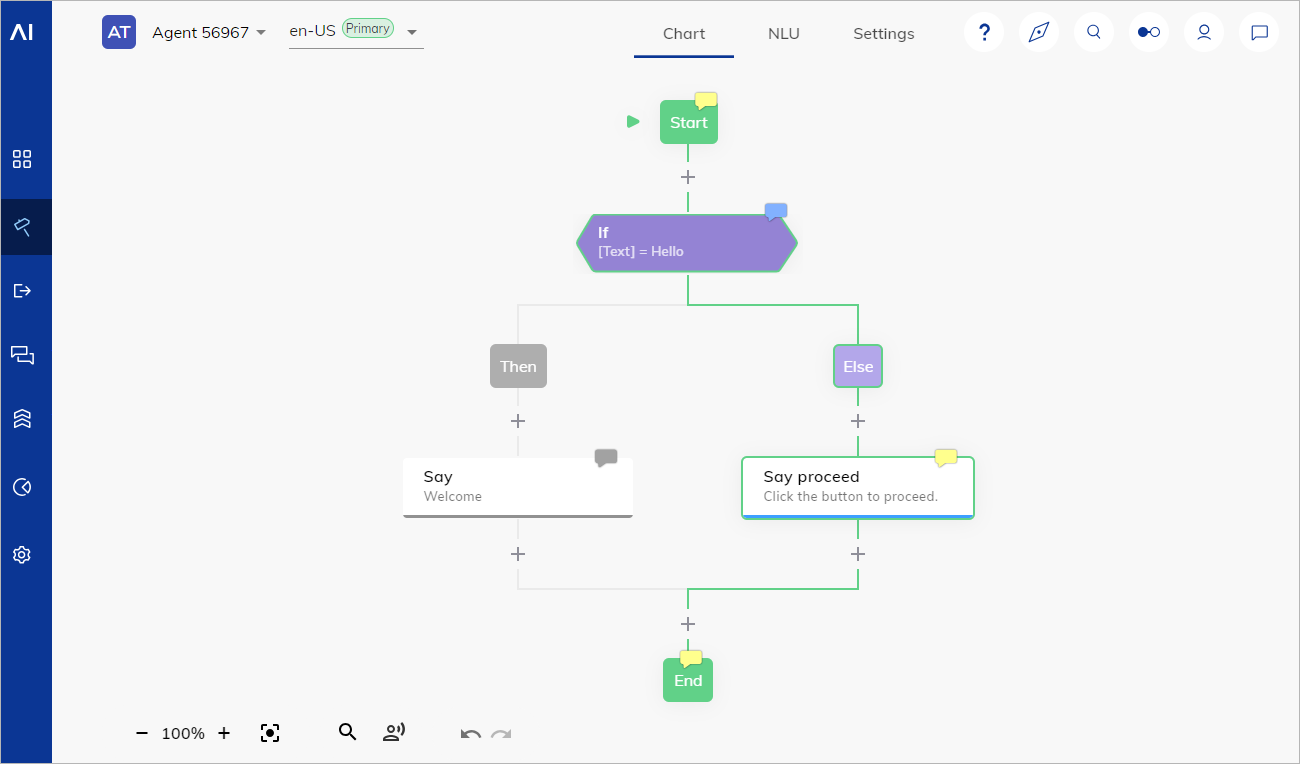 AI
AT
Agent 56967
en-US
Primary
Chart
NLU
Settings
?
Start
If
[Text] = Hello
Then
Else
Say
Welcome
Say proceed
Click the button to proceed.
End
100%